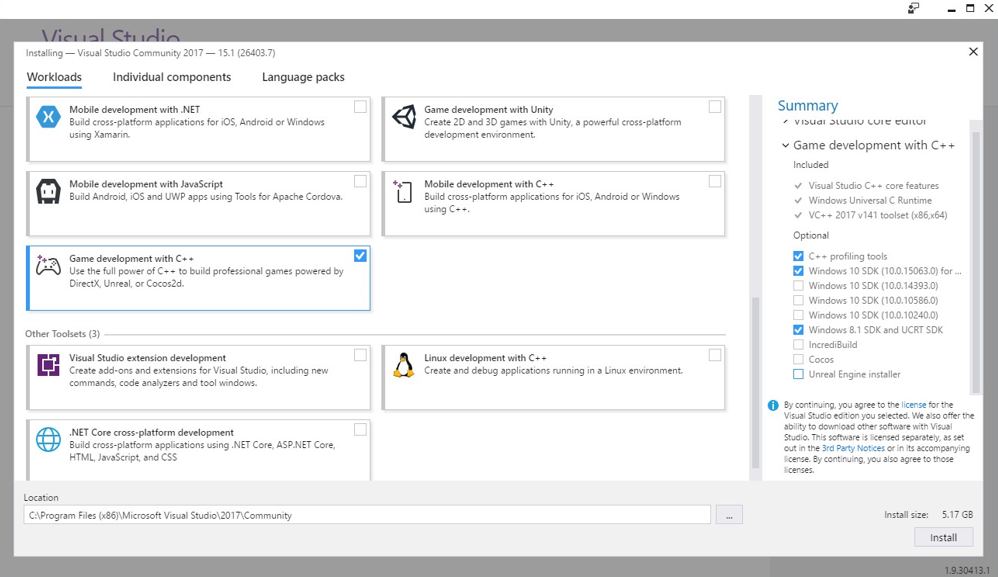 Visual Studio
Installing — Visual Studio Community 2017 — 15.1 (26403.7)
Workloads
Individual components
Language packs
Mobile development with .NET
Build cross-platform applications for iOS, Android or Windows
using Xamarin.
Game development with Unity
Create 2D and 3D games with Unity, a powerful cross-platform
development environment.
Mobile development with JavaScript
Build Android, iOS and UWP apps using Tools for Apache Cordova.
Mobile development with C++
Build cross-platform applications for iOS, Android or Windows
using C++.
Game development with C++
Use the full power of C++ to build professional games powered by
DirectX, Unreal, or Cocos2d.
Other Toolsets (3)
Visual Studio extension development
Create add-ons and extensions for Visual Studio, including new
commands, code analyzers and tool windows.
Linux development with C++
Create and debug applications running in a Linux environment.
.NET Core cross-platform development
Build cross-platform applications using .NET Core, ASP.NET Core,
HTML, JavaScript, and CSS
Summary
Visual Studio core editor
Game development with C++
Included
Visual Studio C++ core features
Windows Universal C Runtime
VC++ 2017 v141 toolset (x86,x64)
Optional
C++ profiling tools
Windows 10 SDK (10.0.15063.0) for ...
Windows 10 SDK (10.0.14393.0)
Windows 10 SDK (10.0.10586.0)
Windows 10 SDK (10.0.10240.0)
Windows 8.1 SDK and UCRT SDK
IncrediBuild
Cocos
Unreal Engine installer
By continuing, you agree to the license for the
Visual Studio edition you selected. We also offer the
ability to download other software with Visual
Studio. This software is licensed separately, as set
out in the 3rd Party Notices or in its accompanying
license. By continuing, you also agree to those
licenses.
Location
C:\Program Files (x86)\Microsoft Visual Studio\2017\Community
...
Install size: 5.17 GB
Install
1.9.30413.1